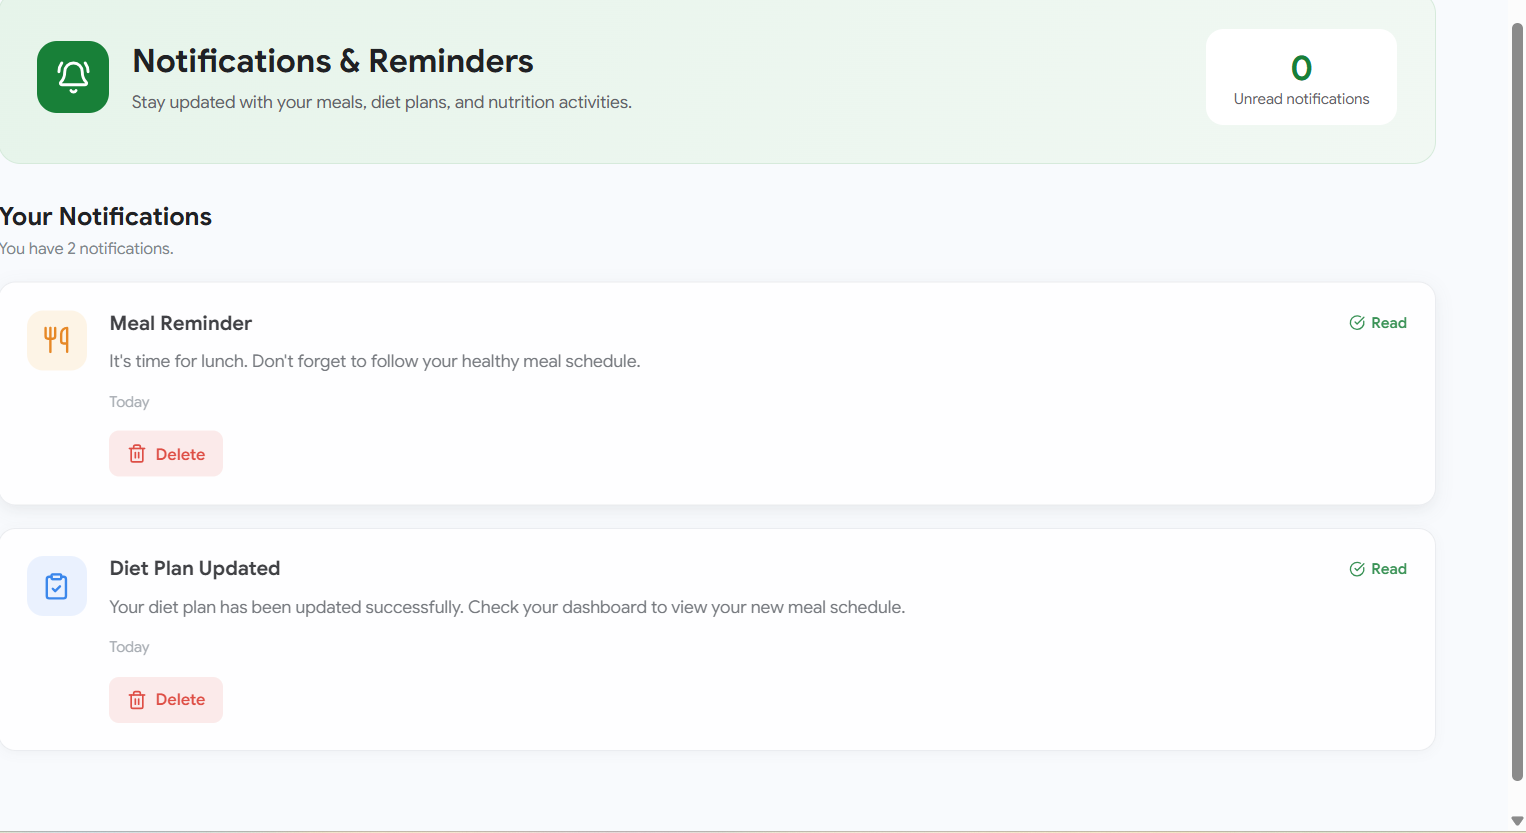 Notifications & Reminders
Stay updated with your meals, diet plans, and nutrition activities.
0
Unread notifications
Your Notifications
You have 2 notifications.
Meal Reminder
Read
It's time for lunch. Don't forget to follow your healthy meal schedule.
Today
Delete
Diet Plan Updated
Read
Your diet plan has been updated successfully. Check your dashboard to view your new meal schedule.
Today
Delete